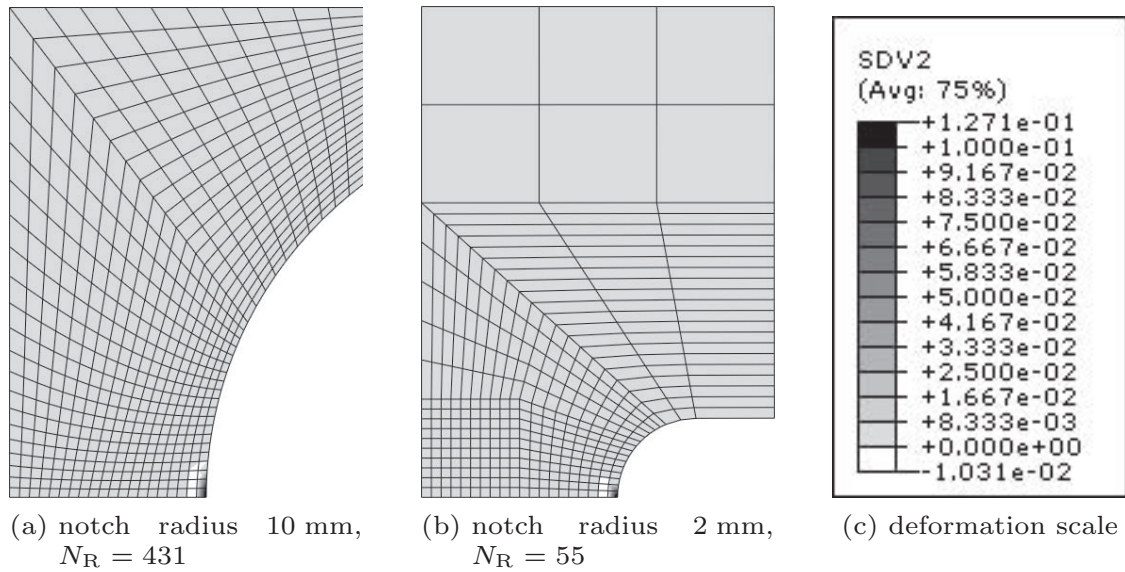 SDV2
(Avg: 75%)
+1.271e-01
+1.000e-01
+9.167e-02
+8.333e-02
+7.500e-02
+6.667e-02
+5.833e-02
+5.000e-02
+4.167e-02
+3.333e-02
+2.500e-02
+1.667e-02
+8.333e-03
+0.000e+00
-1.031e-02
(a) notch radius 10 mm,
N_R = 431
(b) notch radius 2 mm,
N_R = 55
(c) deformation scale